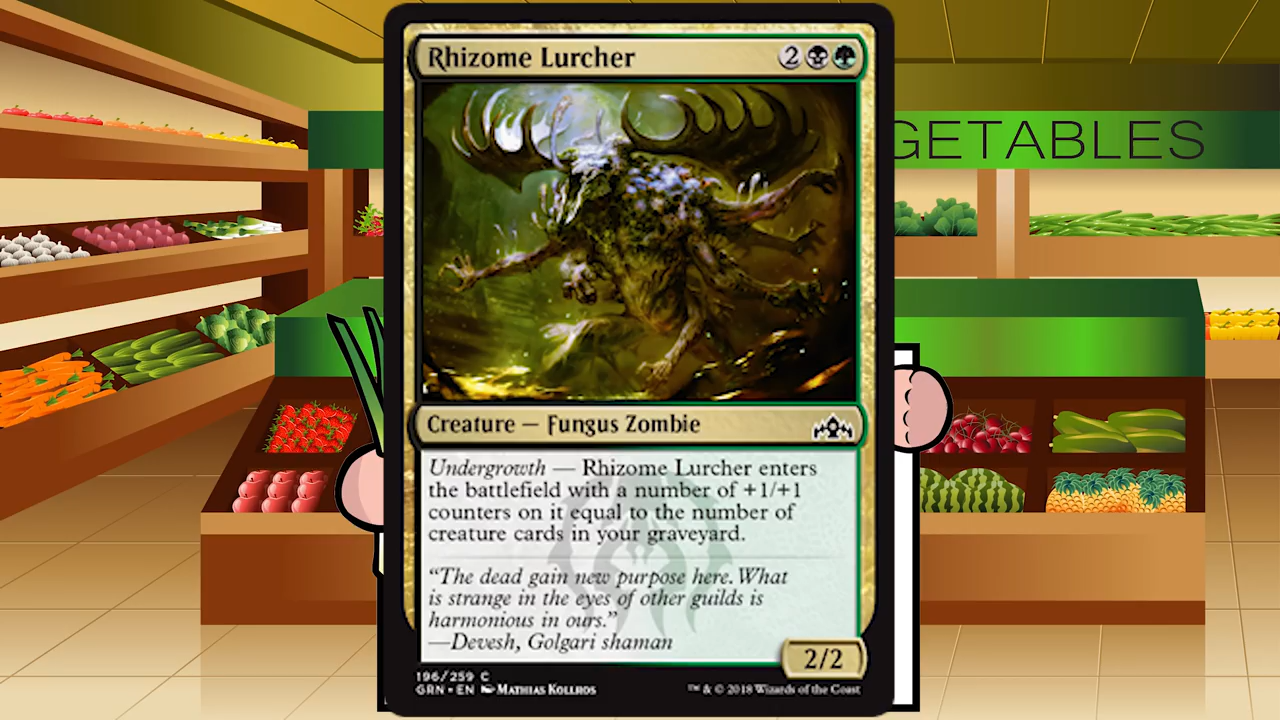 Rhizome Lurcher 2
GETABLES
Creature — Fungus Zombie
Undergrowth — Rhizome Lurcher enters
the battlefield with a number of +1/+1
counters on it equal to the number of
creature cards in your graveyard.
“The dead gain new purpose here. What
is strange in the eyes of other guilds is
harmonious in ours.”
—Devesh, Golgari shaman
2/2
196/259 C
GRN • EN Mathias Kollros
™ & © 2018 Wizards of the Coast